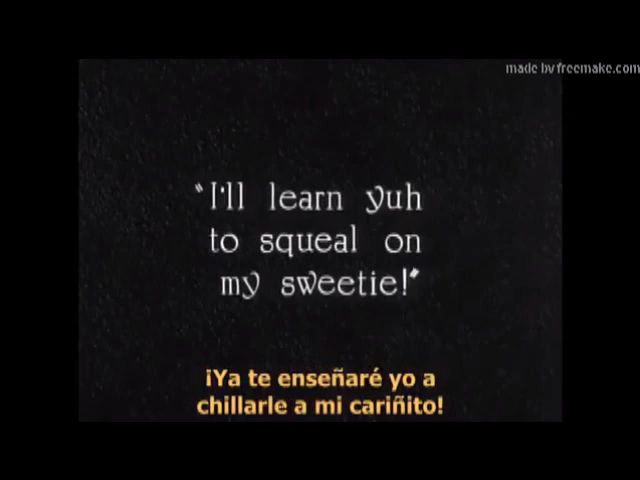 made by freemake.com
"I'll learn yuh
to squeal on
my sweetie!"
¡Ya te enseñaré yo a
chillarle a mi cariñito!